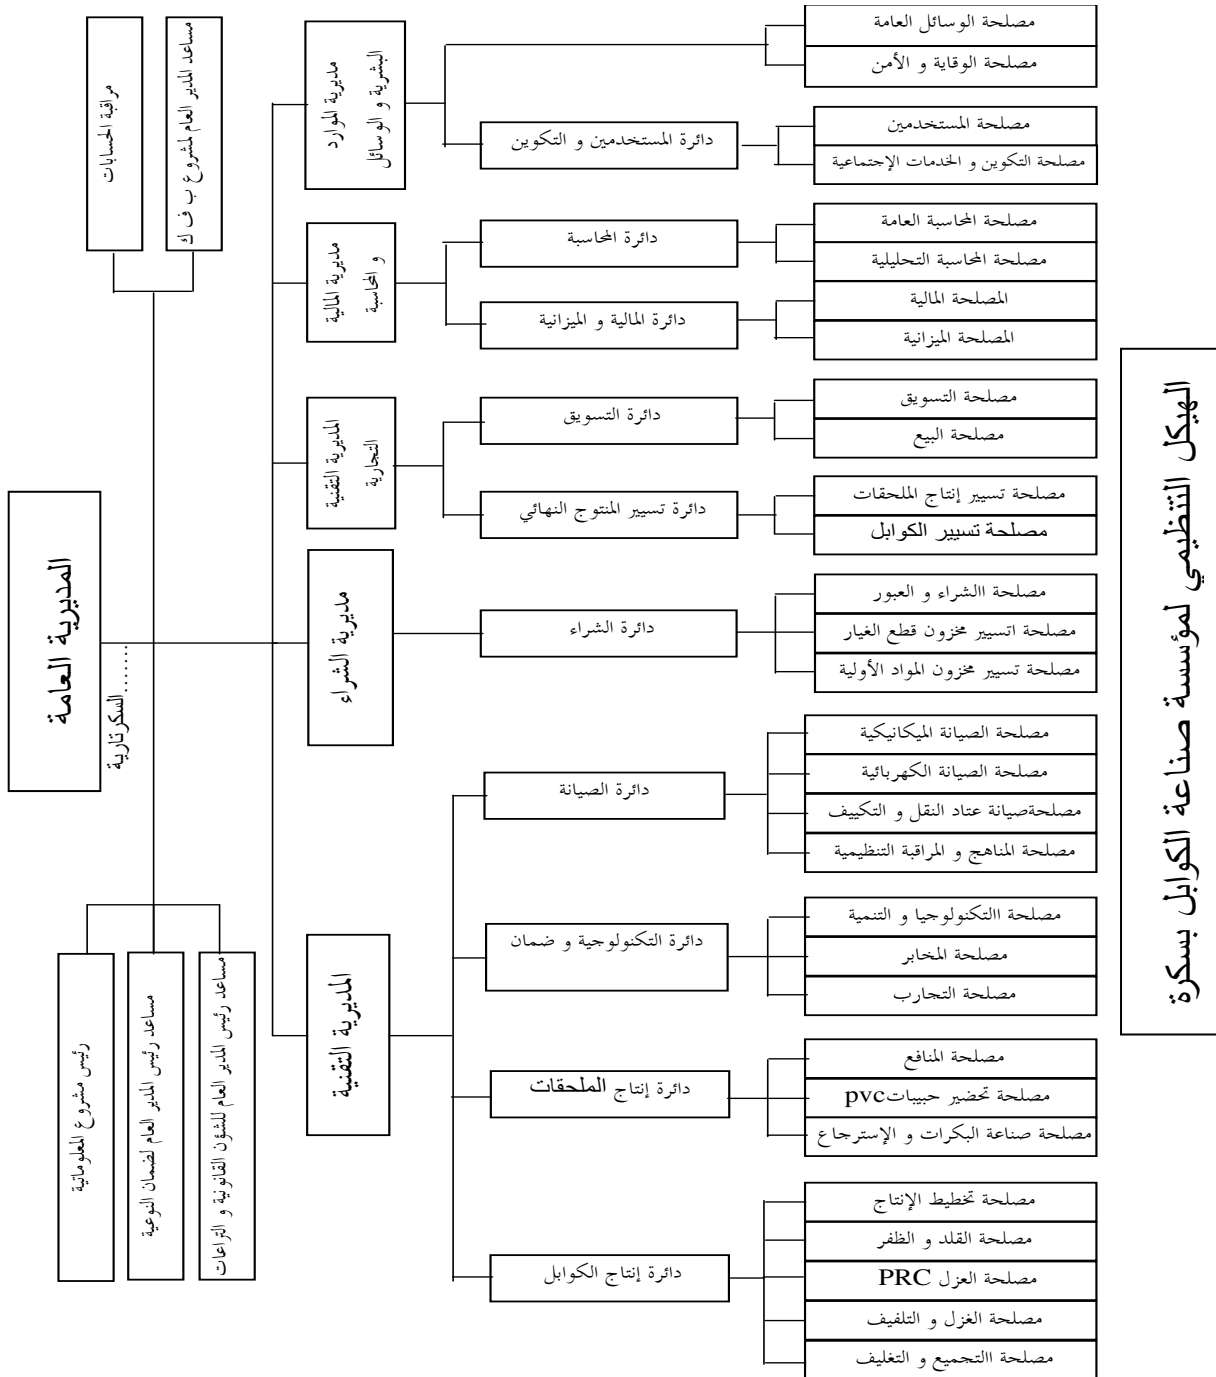 الهيكل التنظيمي لمؤسسة صناعة الكوابل بسكرة
المديرية العامة
السكرتارية........
مراقبة الحسابات
مساعد المدير العام لمشروع ب ف ك
رئيس مشروع المعلوماتية
مساعد رئيس المدير العام لضمان النوعية
مساعد رئيس المدير العام للشؤن القانونية و التراعات
مديرية الموارد
البشرية و الوسائل
مصلحة الوسائل العامة
مصلحة الوقاية و الأمن
دائرة المستخدمين و التكوين
مصلحة المستخدمين
مصلحة التكوين و الخدمات الإجتماعية
مديرية المالية
و المحاسبة
دائرة المحاسبة
مصلحة المحاسبة العامة
مصلحة المحاسبة التحليلية
دائرة المالية و الميزانية
المصلحة المالية
المصلحة الميزانية
المديرية التقنية
التجارية
دائرة التسويق
مصلحة التسويق
مصلحة البيع
دائرة تسيير المنتوج النهائي
مصلحة تسيير إنتاج الملحقات
مصلحة تسيير الكوابل
مديرية الشراء
دائرة الشراء
مصلحة االشراء و العبور
مصلحة اتسيير مخزون قطع الغيار
مصلحة تسيير مخزون المواد الأولية
المديرية التقنية
دائرة الصيانة
مصلحة الصيانة الميكانيكية
مصلحة الصيانة الكهربائية
مصلحةصيانة عتاد النقل و التكييف
مصلحة المناهج و المراقبة التنظيمية
دائرة التكنولوجية و ضمان
مصلحة االتكنولوجيا و التنمية
مصلحة المخابر
مصلحة التجارب
دائرة إنتاج الملحقات
مصلحة المنافع
مصلحة تحضير حبيباتpvc
مصلحة صناعة البكرات و الإسترجاع
دائرة إنتاج الكوابل
مصلحة تخطيط الإنتاج
مصلحة القلد و الظفر
مصلحة العزل PRC
مصلحة الغزل و التلفيف
مصلحة االتجميع و التغليف